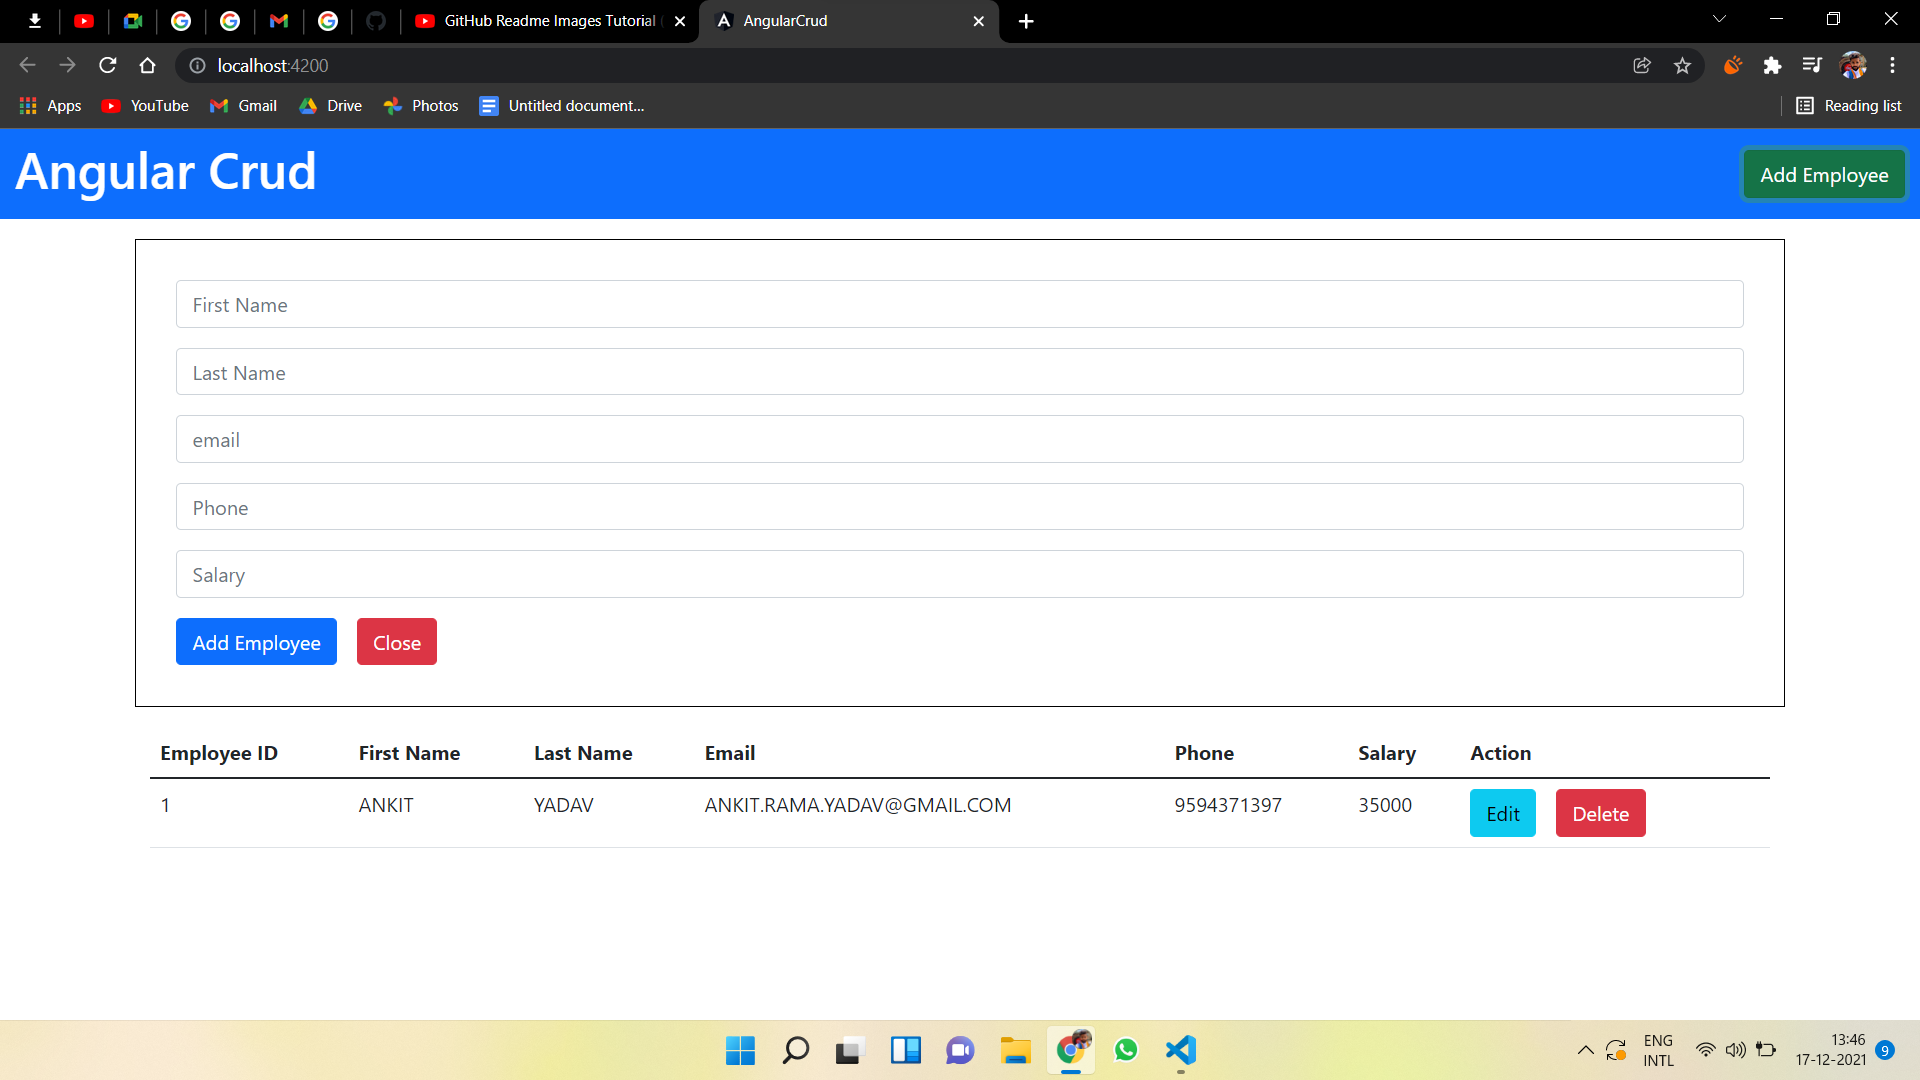 GitHub Readme Images Tutorial
AngularCrud
localhost:4200
Apps
YouTube
Gmail
Drive
Photos
Untitled document...
Reading list
Angular Crud
Add Employee
First Name
Last Name
email
Phone
Salary
Add Employee
Close
Employee ID First Name Last Name Email Phone Salary Action
1 ANKIT YADAV ANKIT.RAMA.YADAV@GMAIL.COM 9594371397 35000 Edit Delete
ENG
INTL
13:46
17-12-2021
9